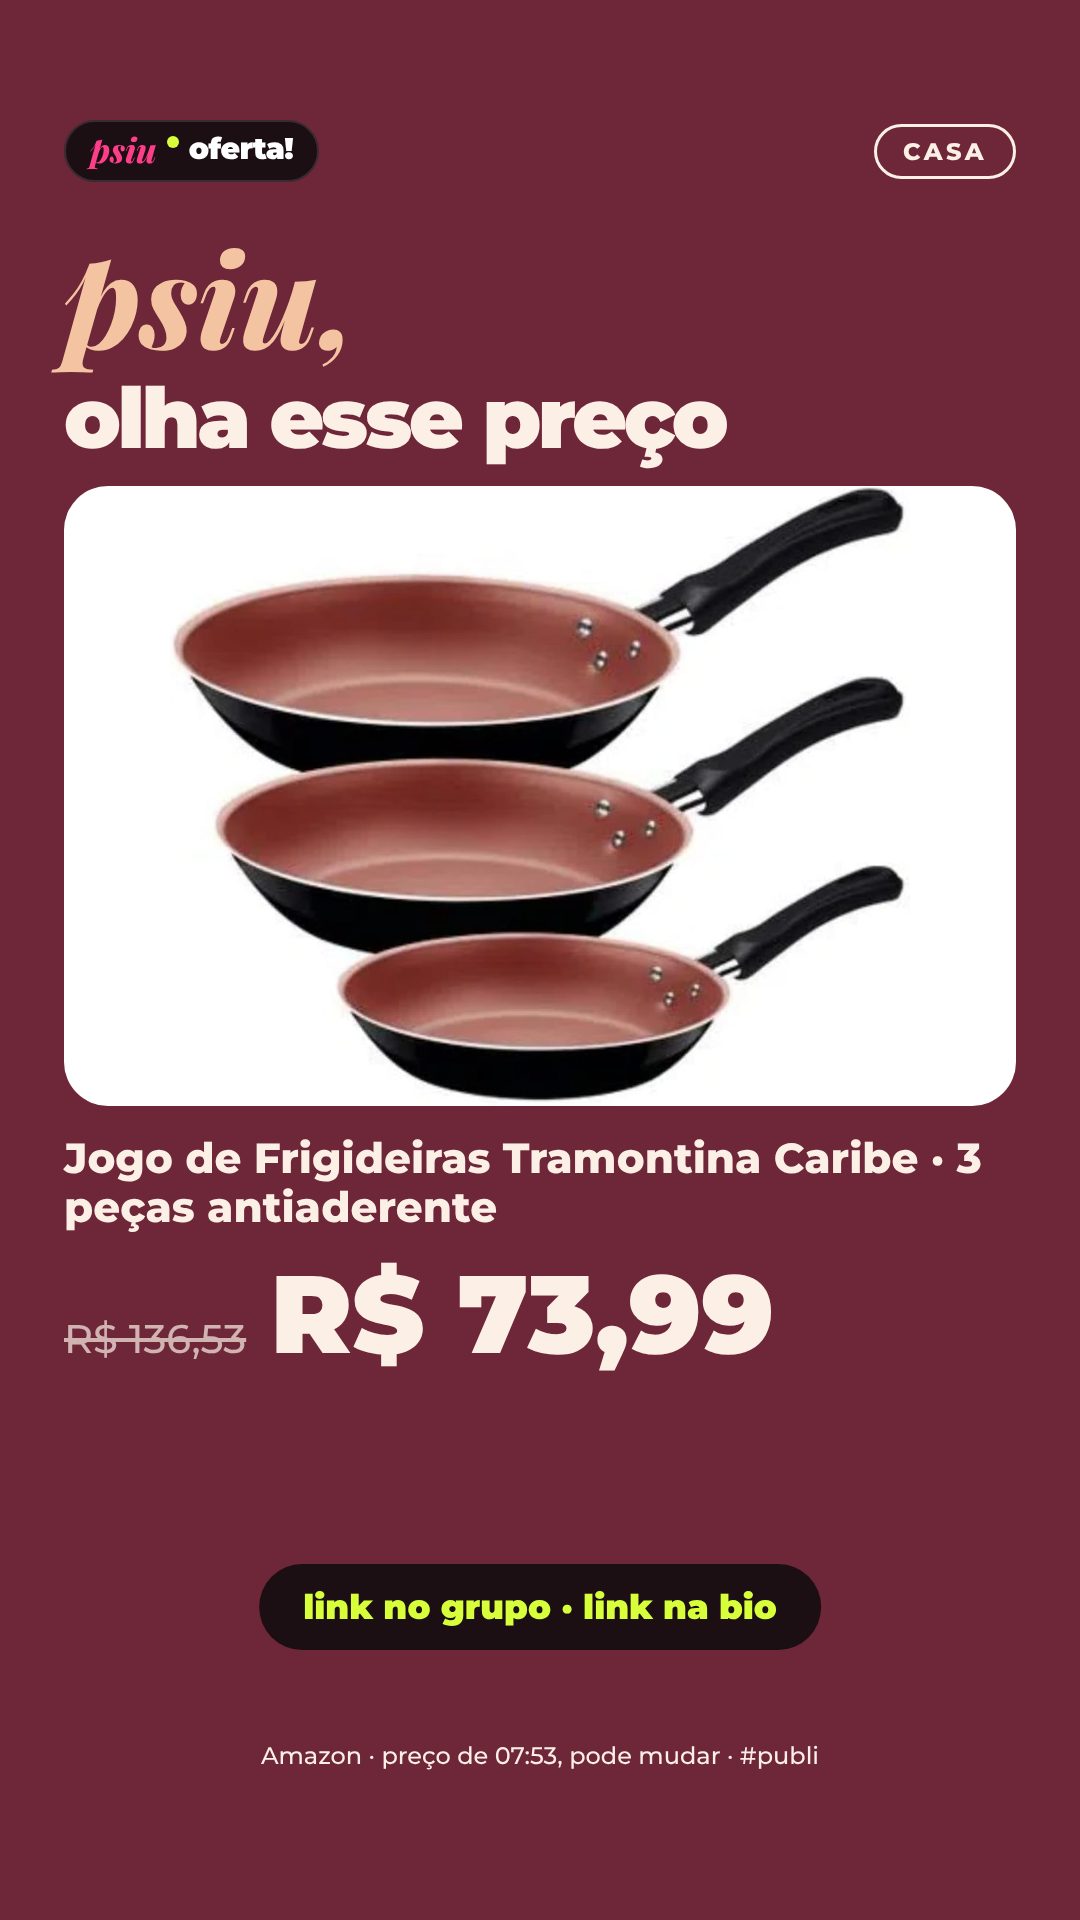 psiu • oferta!
CASA
psiu,
olha esse preço
Jogo de Frigideiras Tramontina Caribe · 3
peças antiaderente
R$ 136,53 R$ 73,99
link no grupo · link na bio
Amazon · preço de 07:53, pode mudar · #publi